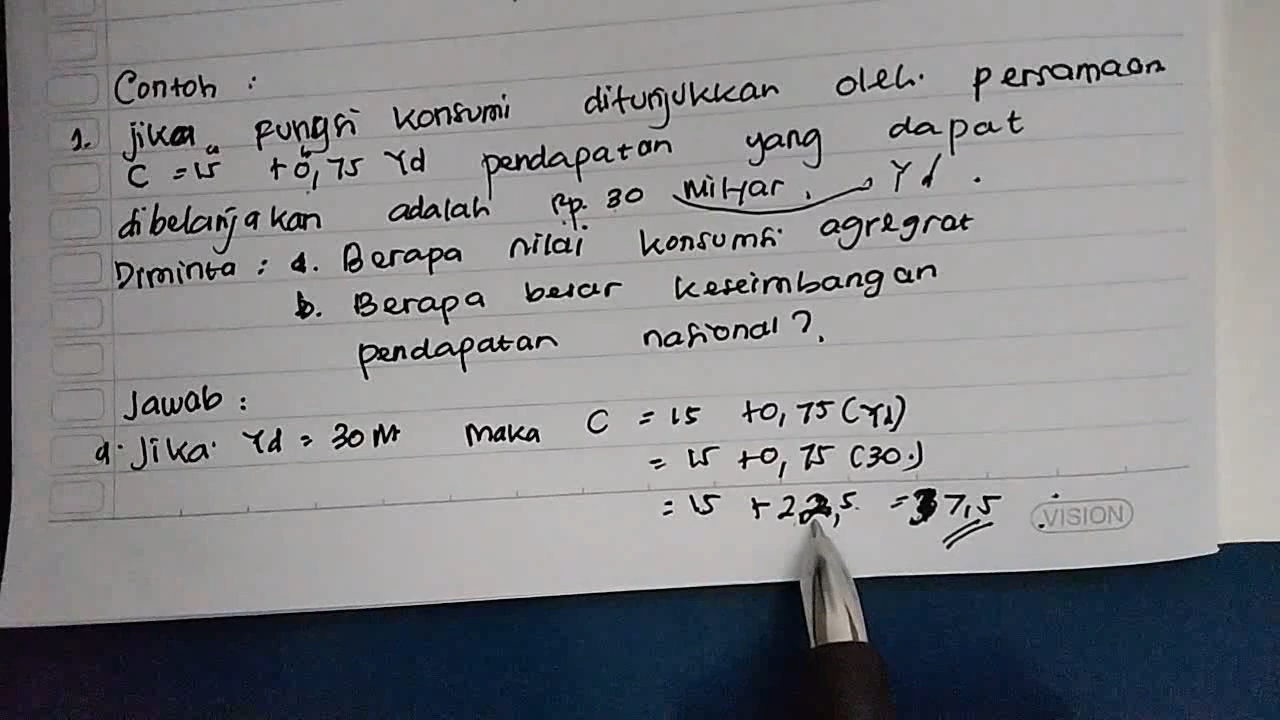 Contoh :
1. Jika fungsi konsumsi ditunjukkan oleh persamaan
C = 15 + 0,75 Yd pendapatan yang dapat
dibelanjakan adalah Rp. 30 Milyar. Yd.
Diminta : a. Berapa nilai konsumsi agregrat
b. Berapa besar keseimbangan
pendapatan nasional?.
Jawab :
a. Jika Yd = 30 M maka C = 15 + 0,75 (Yd)
= 15 + 0,75 (30.)
= 15 + 22,5. = 37,5
VISION